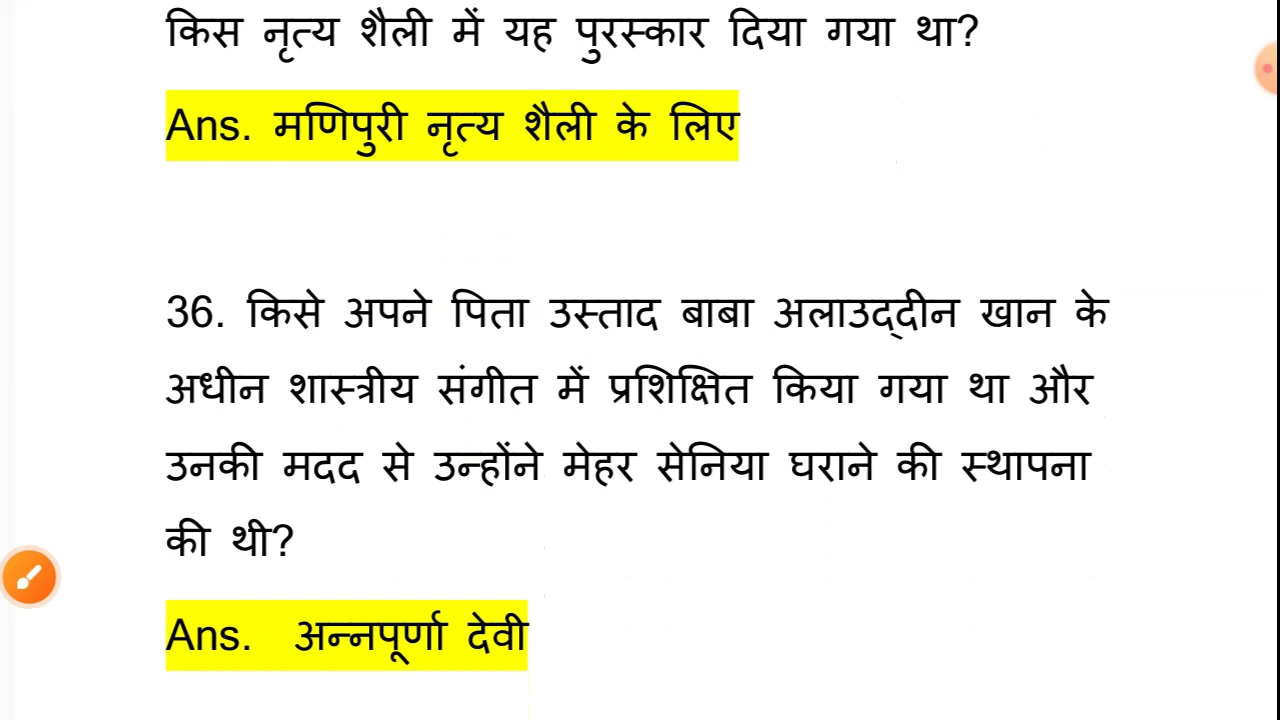 किस नृत्य शैली में यह पुरस्कार दिया गया था?
Ans. मणिपुरी नृत्य शैली के लिए
36. किसे अपने पिता उस्ताद बाबा अलाउद्दीन खान के
अधीन शास्त्रीय संगीत में प्रशिक्षित किया गया था और
उनकी मदद से उन्होंने मेहर सेनिया घराने की स्थापना
की थी?
Ans. अन्नपूर्णा देवी